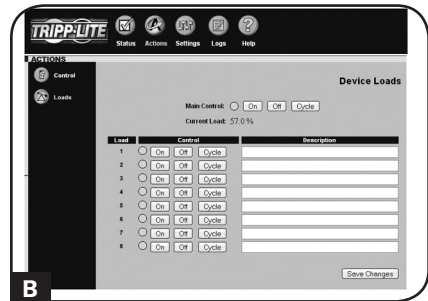 TRIPP·LITE
Status Actions Settings Logs Help
ACTIONS
Control
Loads
Device Loads
Main Control: On Off Cycle
Current Load: 57.0 %
Load Control Description
1 On Off Cycle
2 On Off Cycle
3 On Off Cycle
4 On Off Cycle
5 On Off Cycle
6 On Off Cycle
7 On Off Cycle
8 On Off Cycle
Save Changes
B